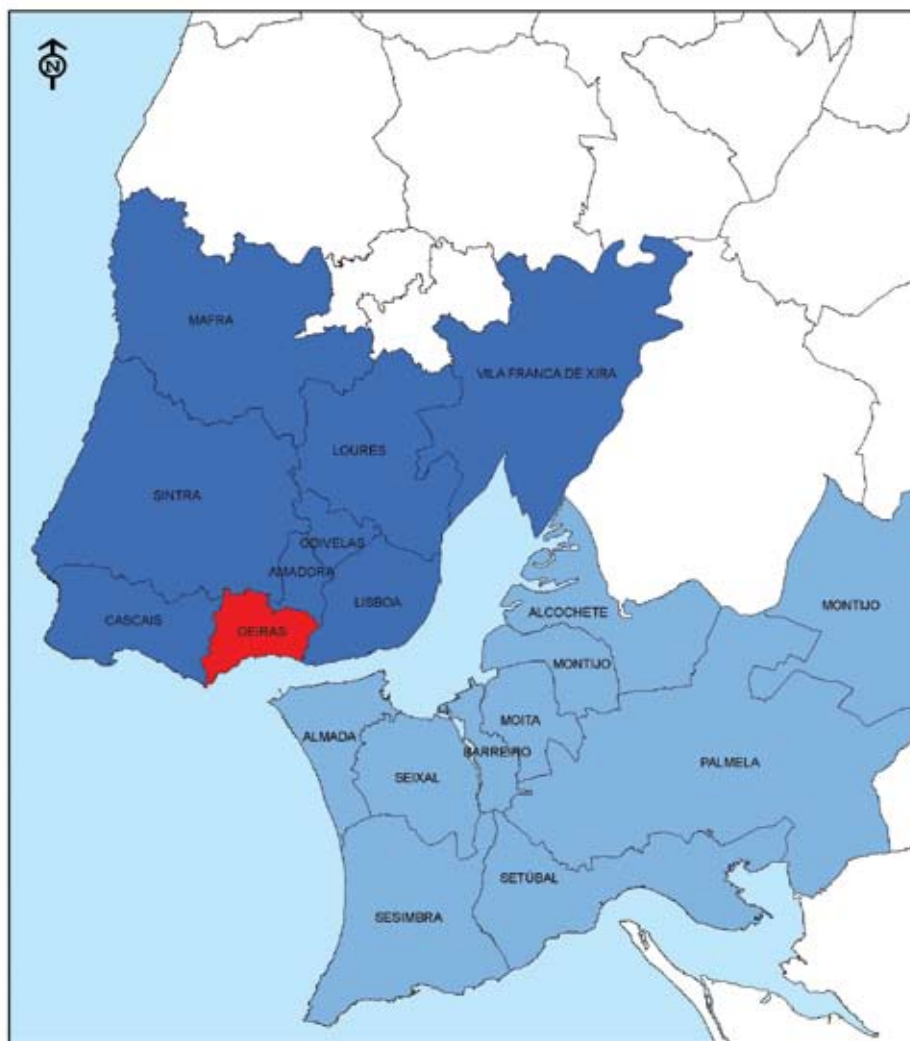 N
MAFRA
VILA FRANCA DE XIRA
LOURES
SINTRA
ODIVELAS
AMADORA
LISBOA
CASCAIS
OEIRAS
ALCOCHETE
MONTIJO
MONTIJO
MOITA
ALMADA
BARREIRO
PALMELA
SEIXAL
SETÚBAL
SESIMBRA